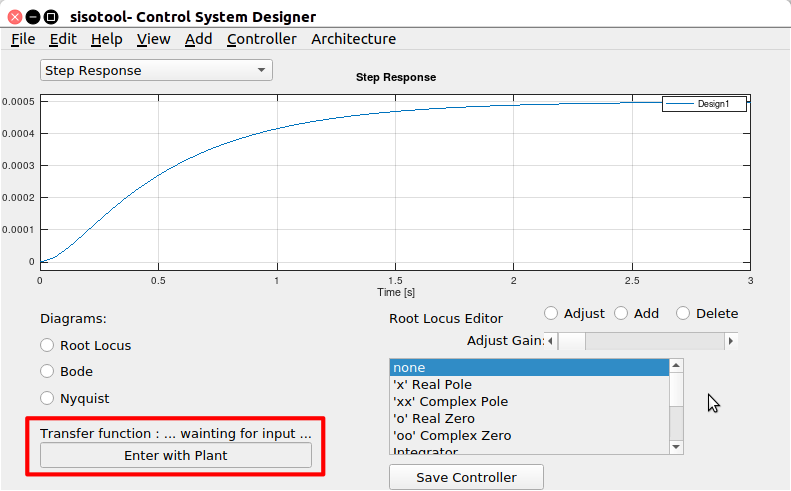 sisotool- Control System Designer
File Edit Help View Add Controller Architecture
Step Response
Step Response
Design1
0.0005
0.0004
0.0003
0.0002
0.0001
0
0 0.5 1 1.5 2 2.5 3
Time [s]
Diagrams:
Root Locus
Bode
Nyquist
Transfer function : ... wainting for input ...
Enter with Plant
Root Locus Editor
Adjust Add Delete
Adjust Gain:
none
'x' Real Pole
'xx' Complex Pole
'o' Real Zero
'oo' Complex Zero
Integrator
Save Controller